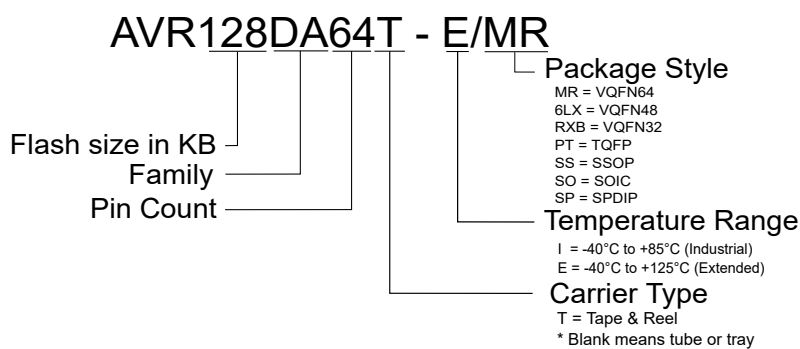 AVR128DA64T - E/MR
Flash size in KB
Family
Pin Count
Package Style
MR = VQFN64
6LX = VQFN48
RXB = VQFN32
PT = TQFP
SS = SSOP
SO = SOIC
SP = SPDIP
Temperature Range
I = -40°C to +85°C (Industrial)
E = -40°C to +125°C (Extended)
Carrier Type
T = Tape & Reel
* Blank means tube or tray